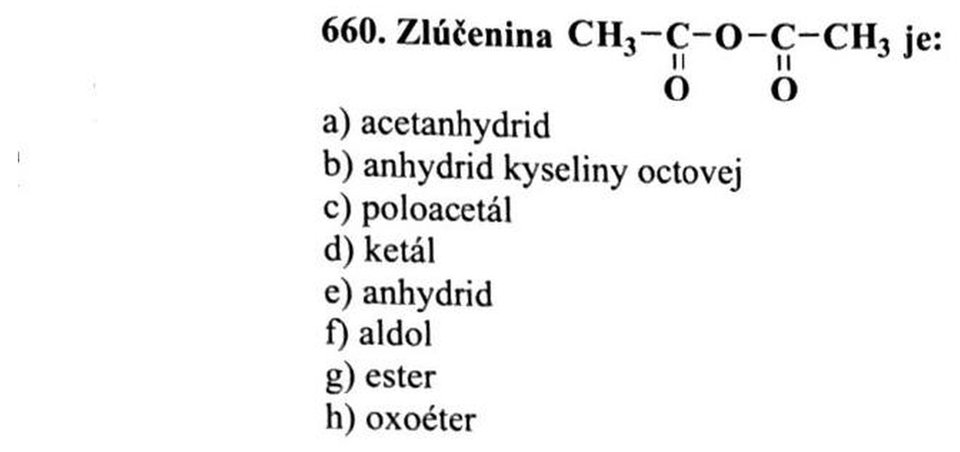 660. Zlúčenina CH₃-C-O-C-CH₃ je:
|| ||
O O
a) acetanhydrid
b) anhydrid kyseliny octovej
c) poloacetál
d) ketál
e) anhydrid
f) aldol
g) ester
h) oxoéter